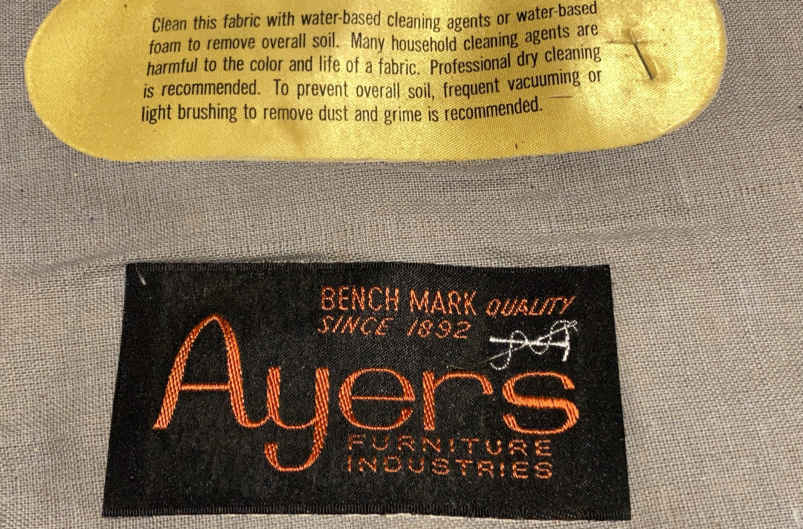 Clean this fabric with water-based cleaning agents or water-based
foam to remove overall soil. Many household cleaning agents are
harmful to the color and life of a fabric. Professional dry cleaning
is recommended. To prevent overall soil, frequent vacuuming or
light brushing to remove dust and grime is recommended.
BENCH MARK QUALITY
SINCE 1892
Ayers
FURNITURE
INDUSTRIES